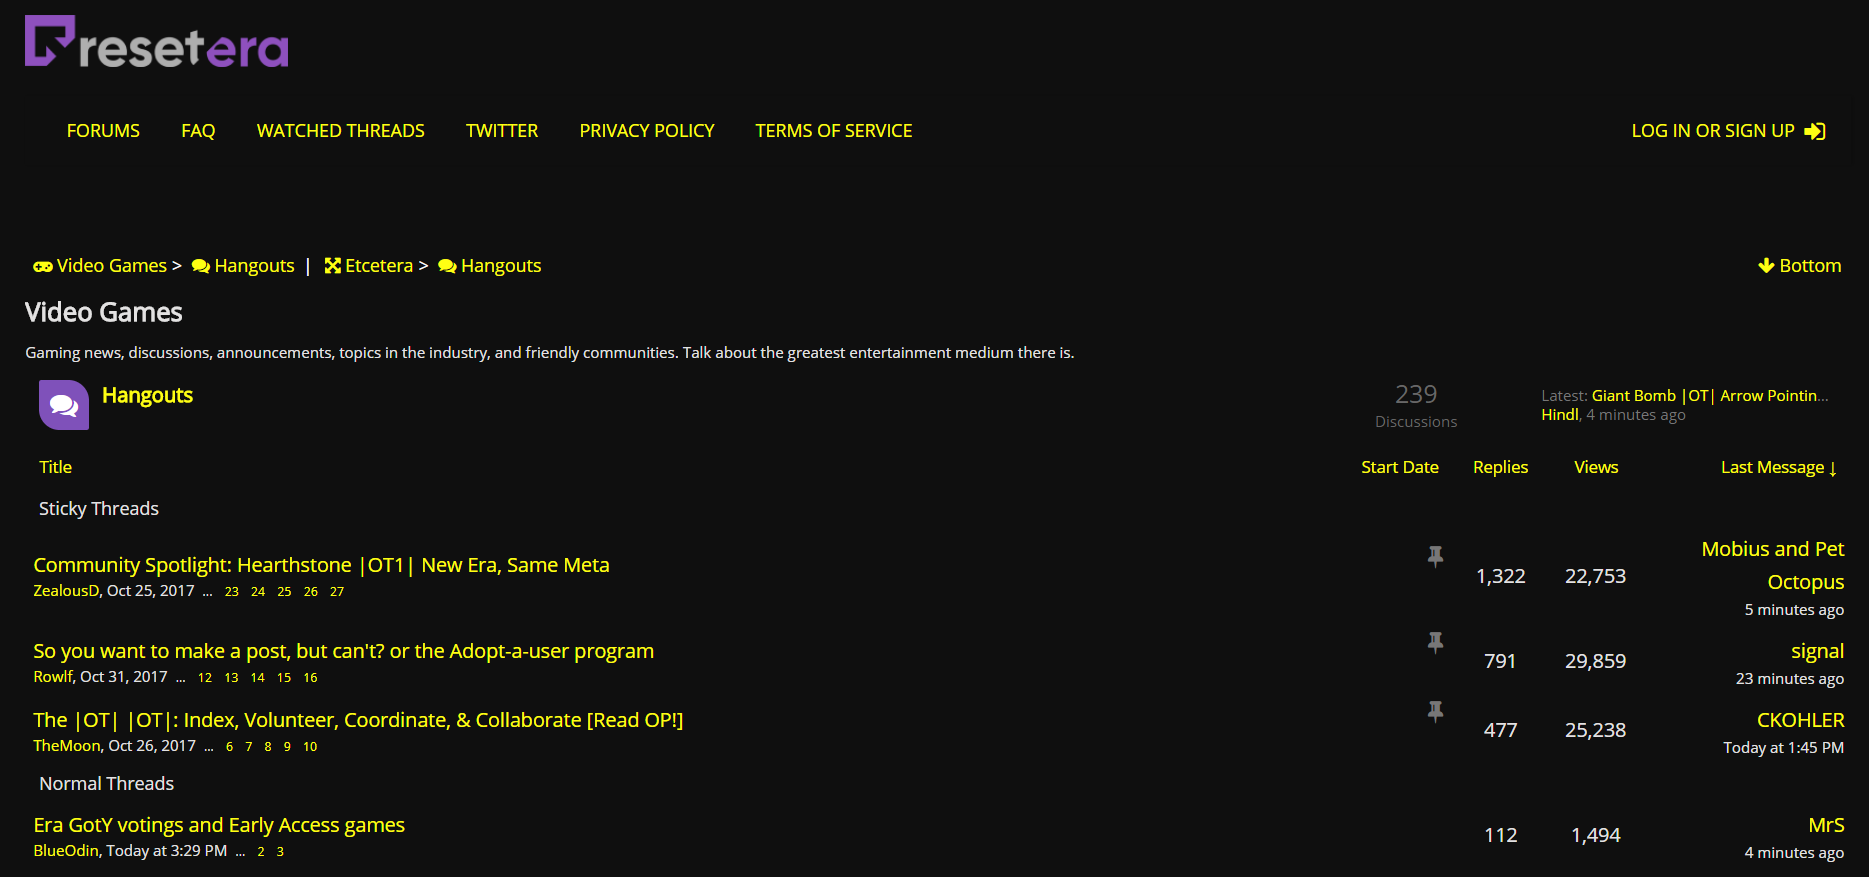 resetera
FORUMS FAQ WATCHED THREADS TWITTER PRIVACY POLICY TERMS OF SERVICE LOG IN OR SIGN UP
Video Games > Hangouts | Etcetera > Hangouts Bottom
Video Games
Gaming news, discussions, announcements, topics in the industry, and friendly communities. Talk about the greatest entertainment medium there is.
Hangouts
239
Discussions
Latest: Giant Bomb |OT| Arrow Pointin...
Hindl, 4 minutes ago
Title Start Date Replies Views Last Message ↓
Sticky Threads
Community Spotlight: Hearthstone |OT1| New Era, Same Meta
ZealousD, Oct 25, 2017 ... 23 24 25 26 27
1,322 22,753
Mobius and Pet
Octopus
5 minutes ago
So you want to make a post, but can't? or the Adopt-a-user program
Rowlf, Oct 31, 2017 ... 12 13 14 15 16
791 29,859
signal
23 minutes ago
The |OT| |OT|: Index, Volunteer, Coordinate, & Collaborate [Read OP!]
TheMoon, Oct 26, 2017 ... 6 7 8 9 10
477 25,238
CKOHLER
Today at 1:45 PM
Normal Threads
Era GotY votings and Early Access games
BlueOdin, Today at 3:29 PM ... 2 3
112 1,494
MrS
4 minutes ago